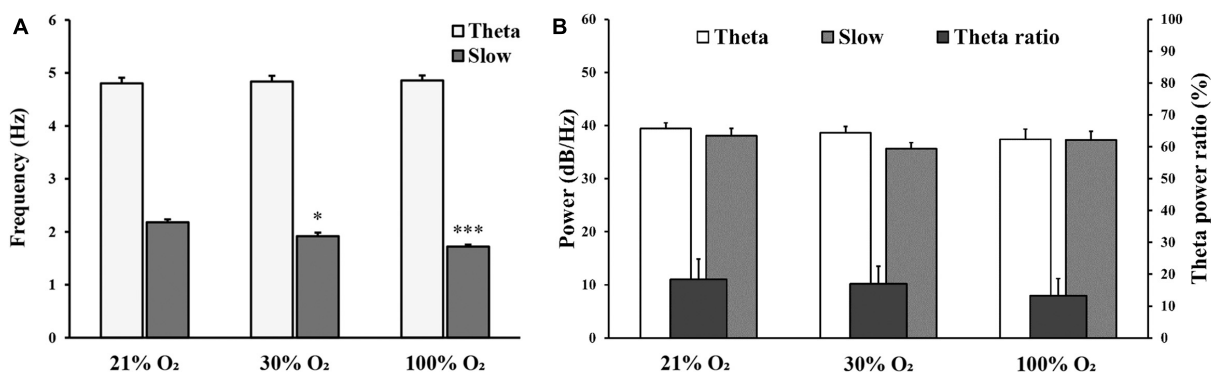 A
Frequency (Hz)
6
5
4
3
2
1
0
Theta
Slow
*
***
21% O₂
30% O₂
100% O₂
B
Power (dB/Hz)
60
50
40
30
20
10
0
Theta
Slow
Theta ratio
100
90
80
70
60
50
40
30
20
10
0
Theta power ratio (%)
21% O₂
30% O₂
100% O₂